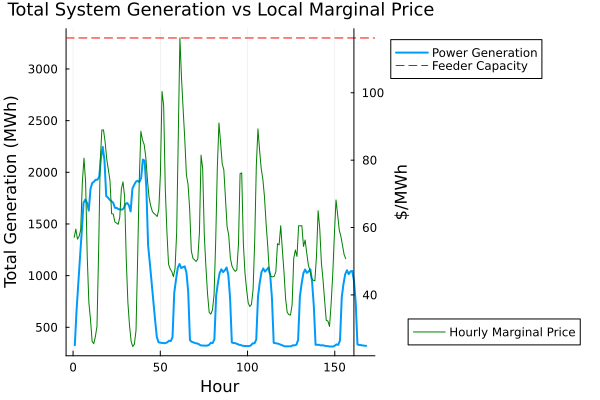 Total System Generation vs Local Marginal Price
Total Generation (MWh)
3000
2500
2000
1500
1000
500
0
50
100
150
Hour
100
80
60
40
$/MWh
Power Generation
Feeder Capacity
Hourly Marginal Price